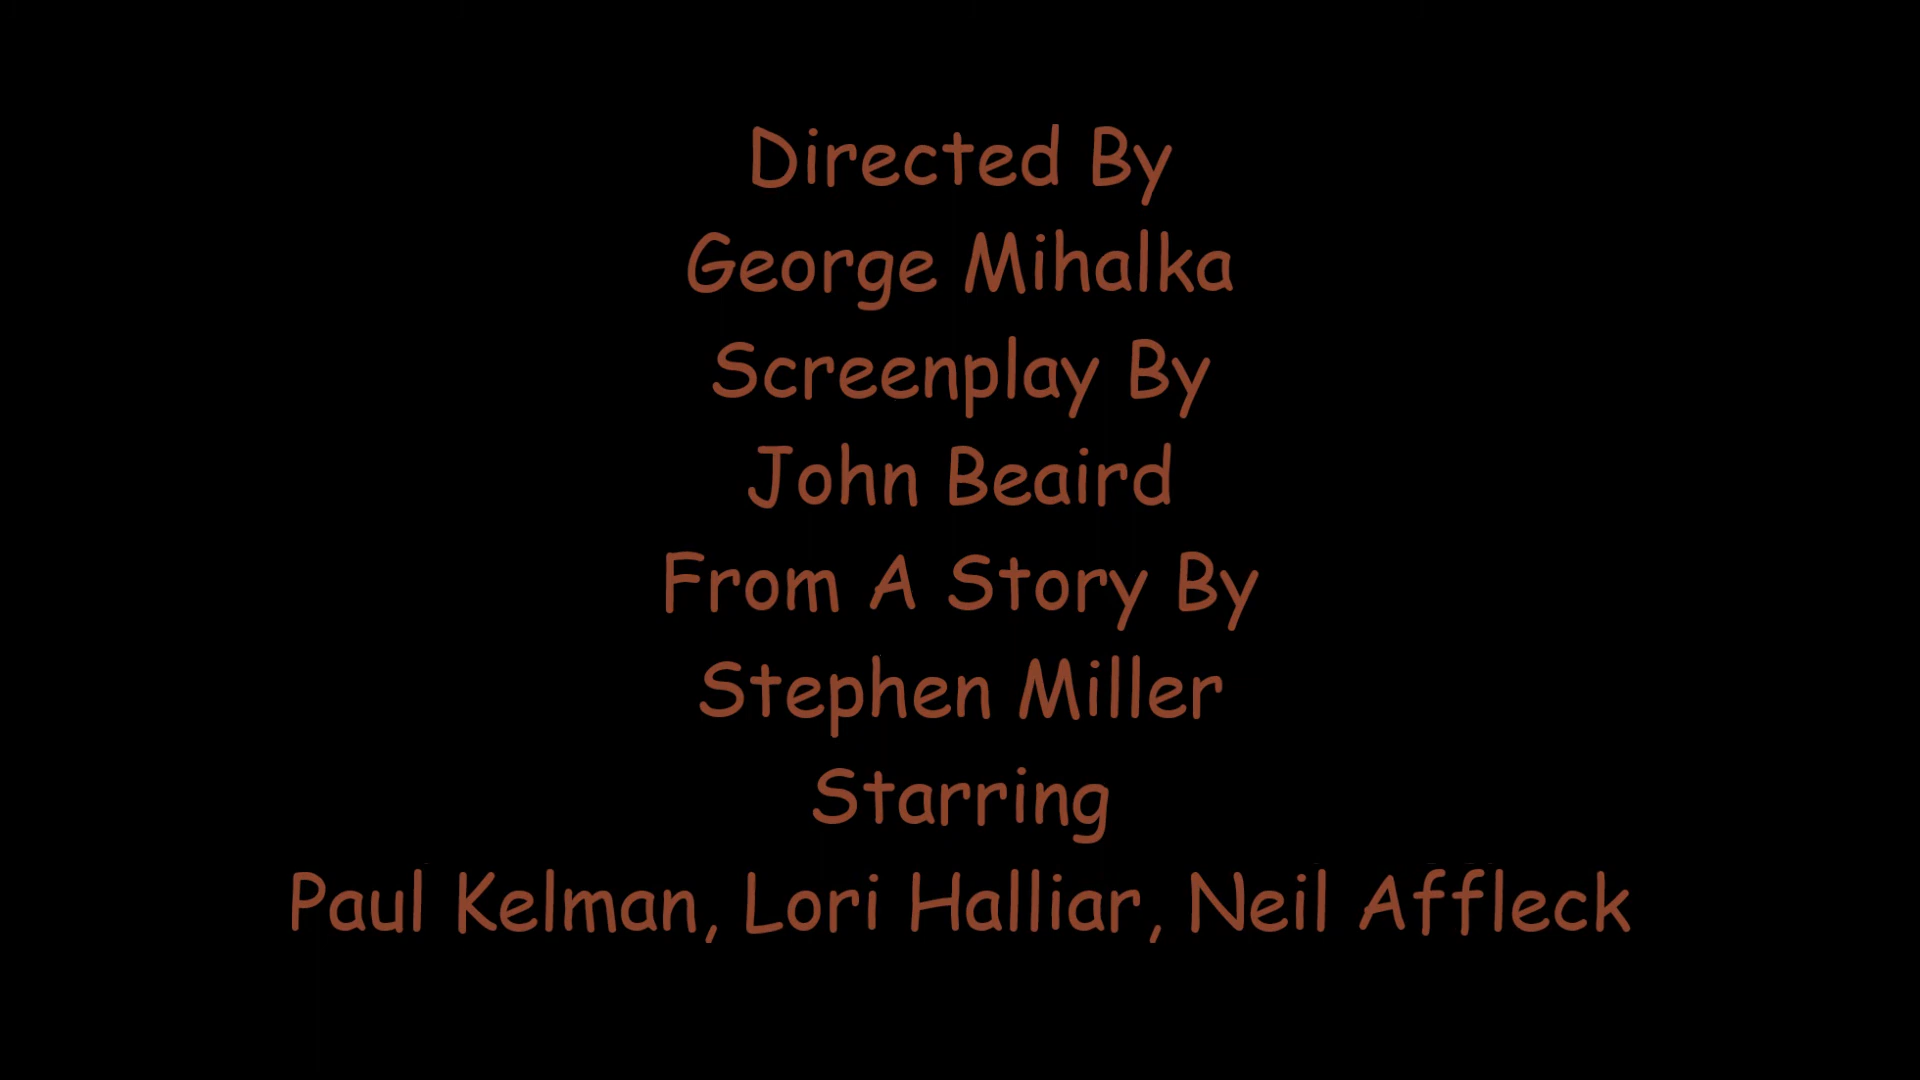 Directed By
George Mihalka
Screenplay By
John Beaird
From A Story By
Stephen Miller
Starring
Paul Kelman, Lori Halliar, Neil Affleck